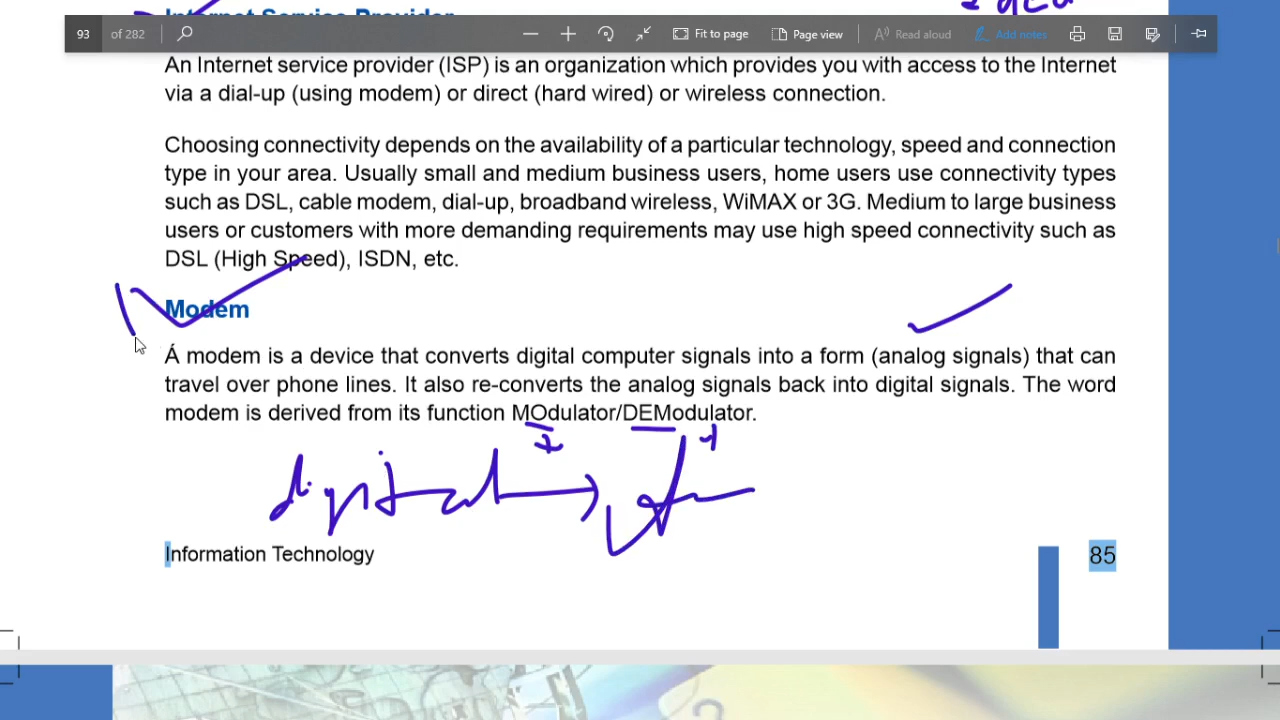 Internet Service Provider
93 of 282
Fit to page
Page view
Read aloud
Add notes
An Internet service provider (ISP) is an organization which provides you with access to the Internet
via a dial-up (using modem) or direct (hard wired) or wireless connection.
Choosing connectivity depends on the availability of a particular technology, speed and connection
type in your area. Usually small and medium business users, home users use connectivity types
such as DSL, cable modem, dial-up, broadband wireless, WiMAX or 3G. Medium to large business
users or customers with more demanding requirements may use high speed connectivity such as
DSL (High Speed), ISDN, etc.
Modem
Á modem is a device that converts digital computer signals into a form (analog signals) that can
travel over phone lines. It also re-converts the analog signals back into digital signals. The word
modem is derived from its function MOdulator/DEModulator.
digital
Information Technology
85